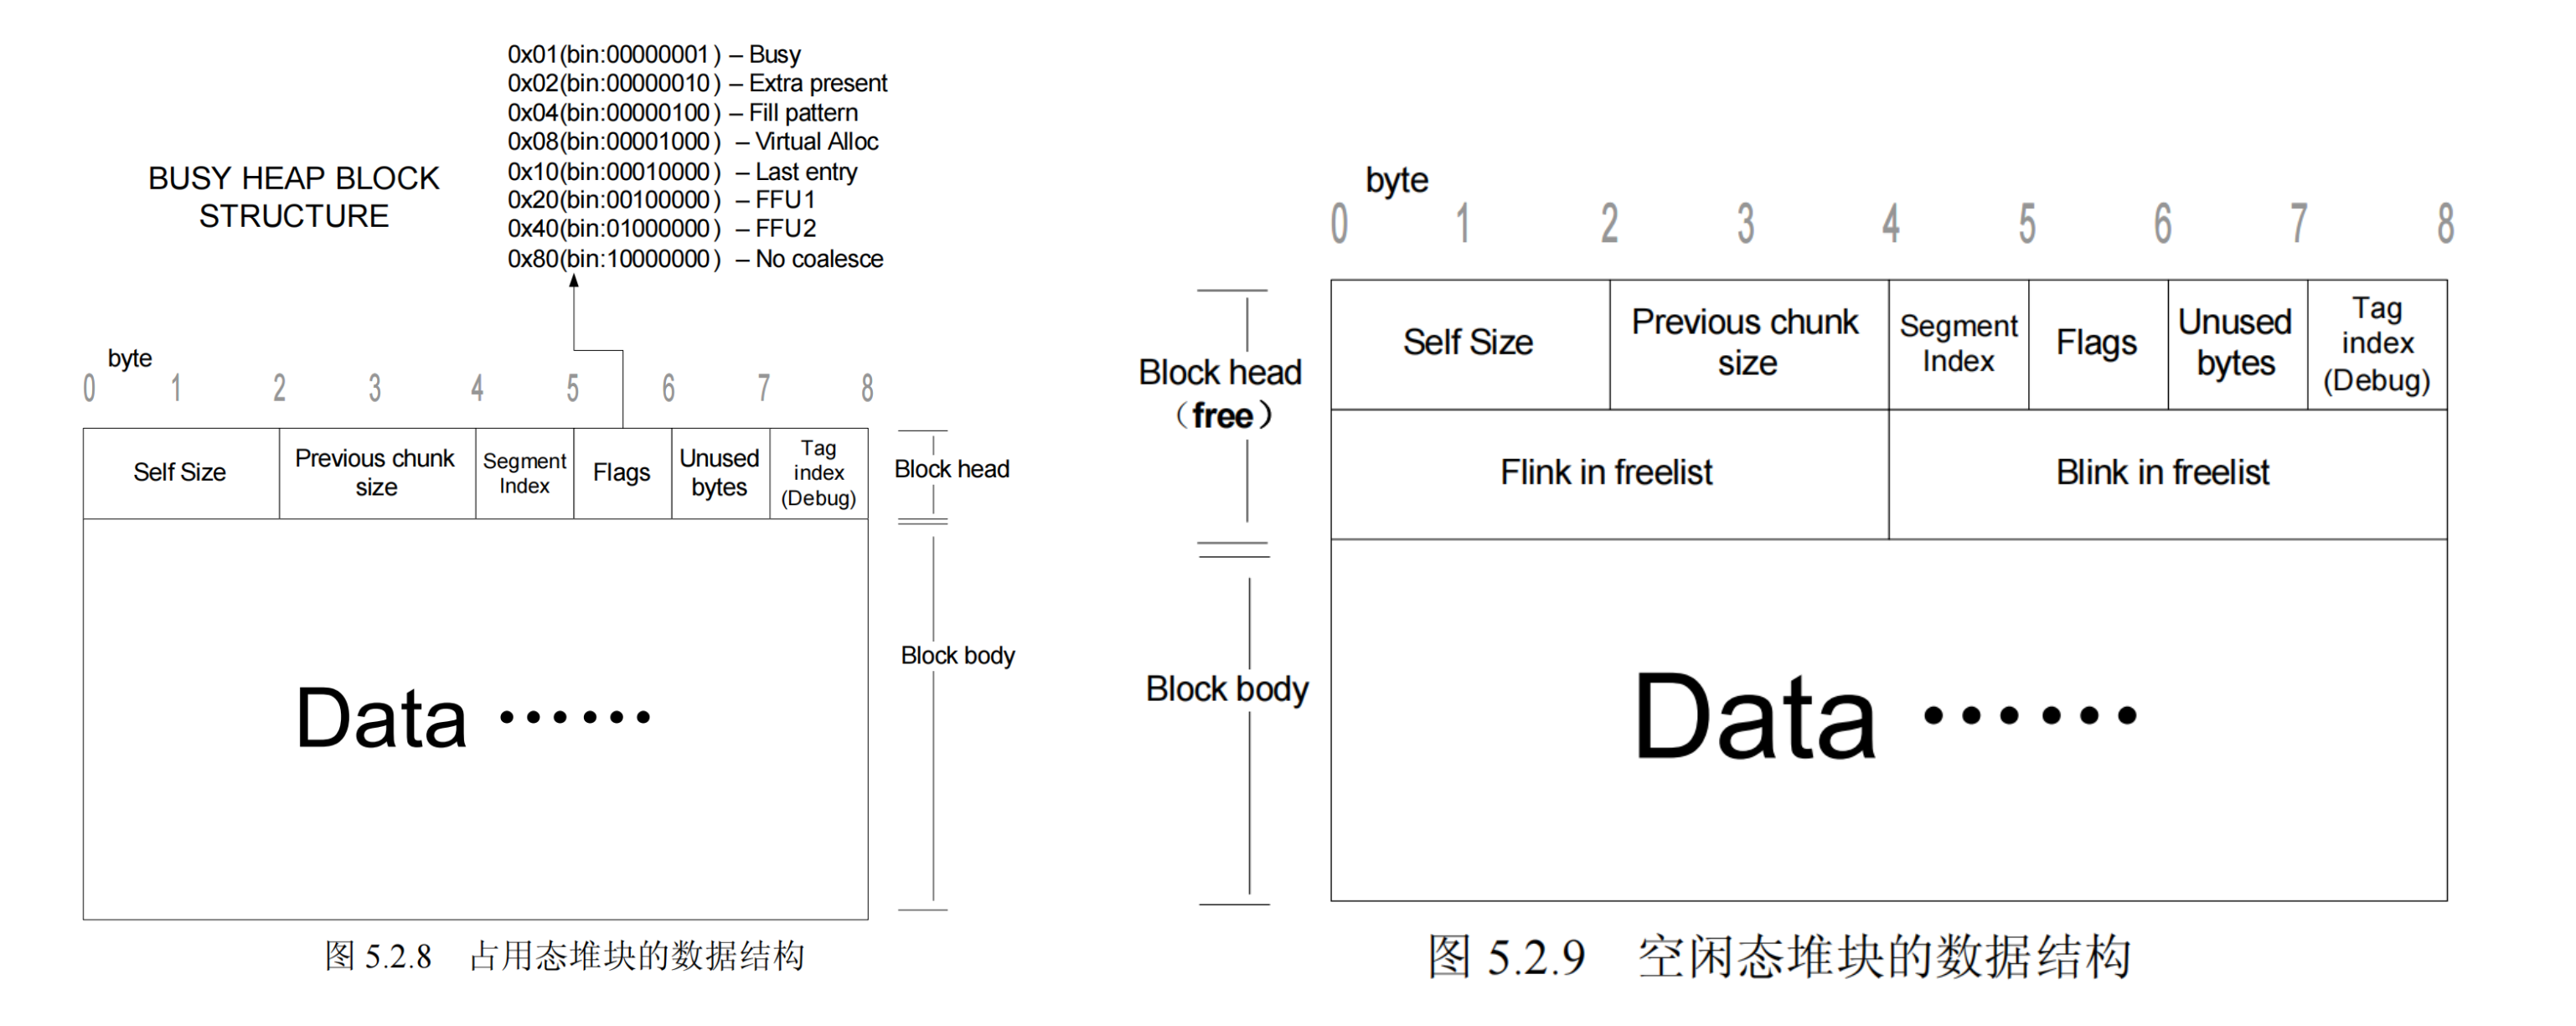 0x01(bin:00000001) – Busy
0x02(bin:00000010) – Extra present
0x04(bin:00000100) – Fill pattern
0x08(bin:00001000) – Virtual Alloc
0x10(bin:00010000) – Last entry
0x20(bin:00100000) – FFU1
0x40(bin:01000000) – FFU2
0x80(bin:10000000) – No coalesce
BUSY HEAP BLOCK
STRUCTURE
byte
0 1 2 3 4 5 6 7 8
Self Size
Previous chunk
size
Segment
Index
Flags
Unused
bytes
Tag
index
(Debug)
Block head
Data ······
Block body
图 5.2.8 占用态堆块的数据结构
byte
0 1 2 3 4 5 6 7 8
Self Size
Previous chunk
size
Segment
Index
Flags
Unused
bytes
Tag
index
(Debug)
Block head
（free）
Flink in freelist
Blink in freelist
Block body
Data ······
图 5.2.9 空闲态堆块的数据结构